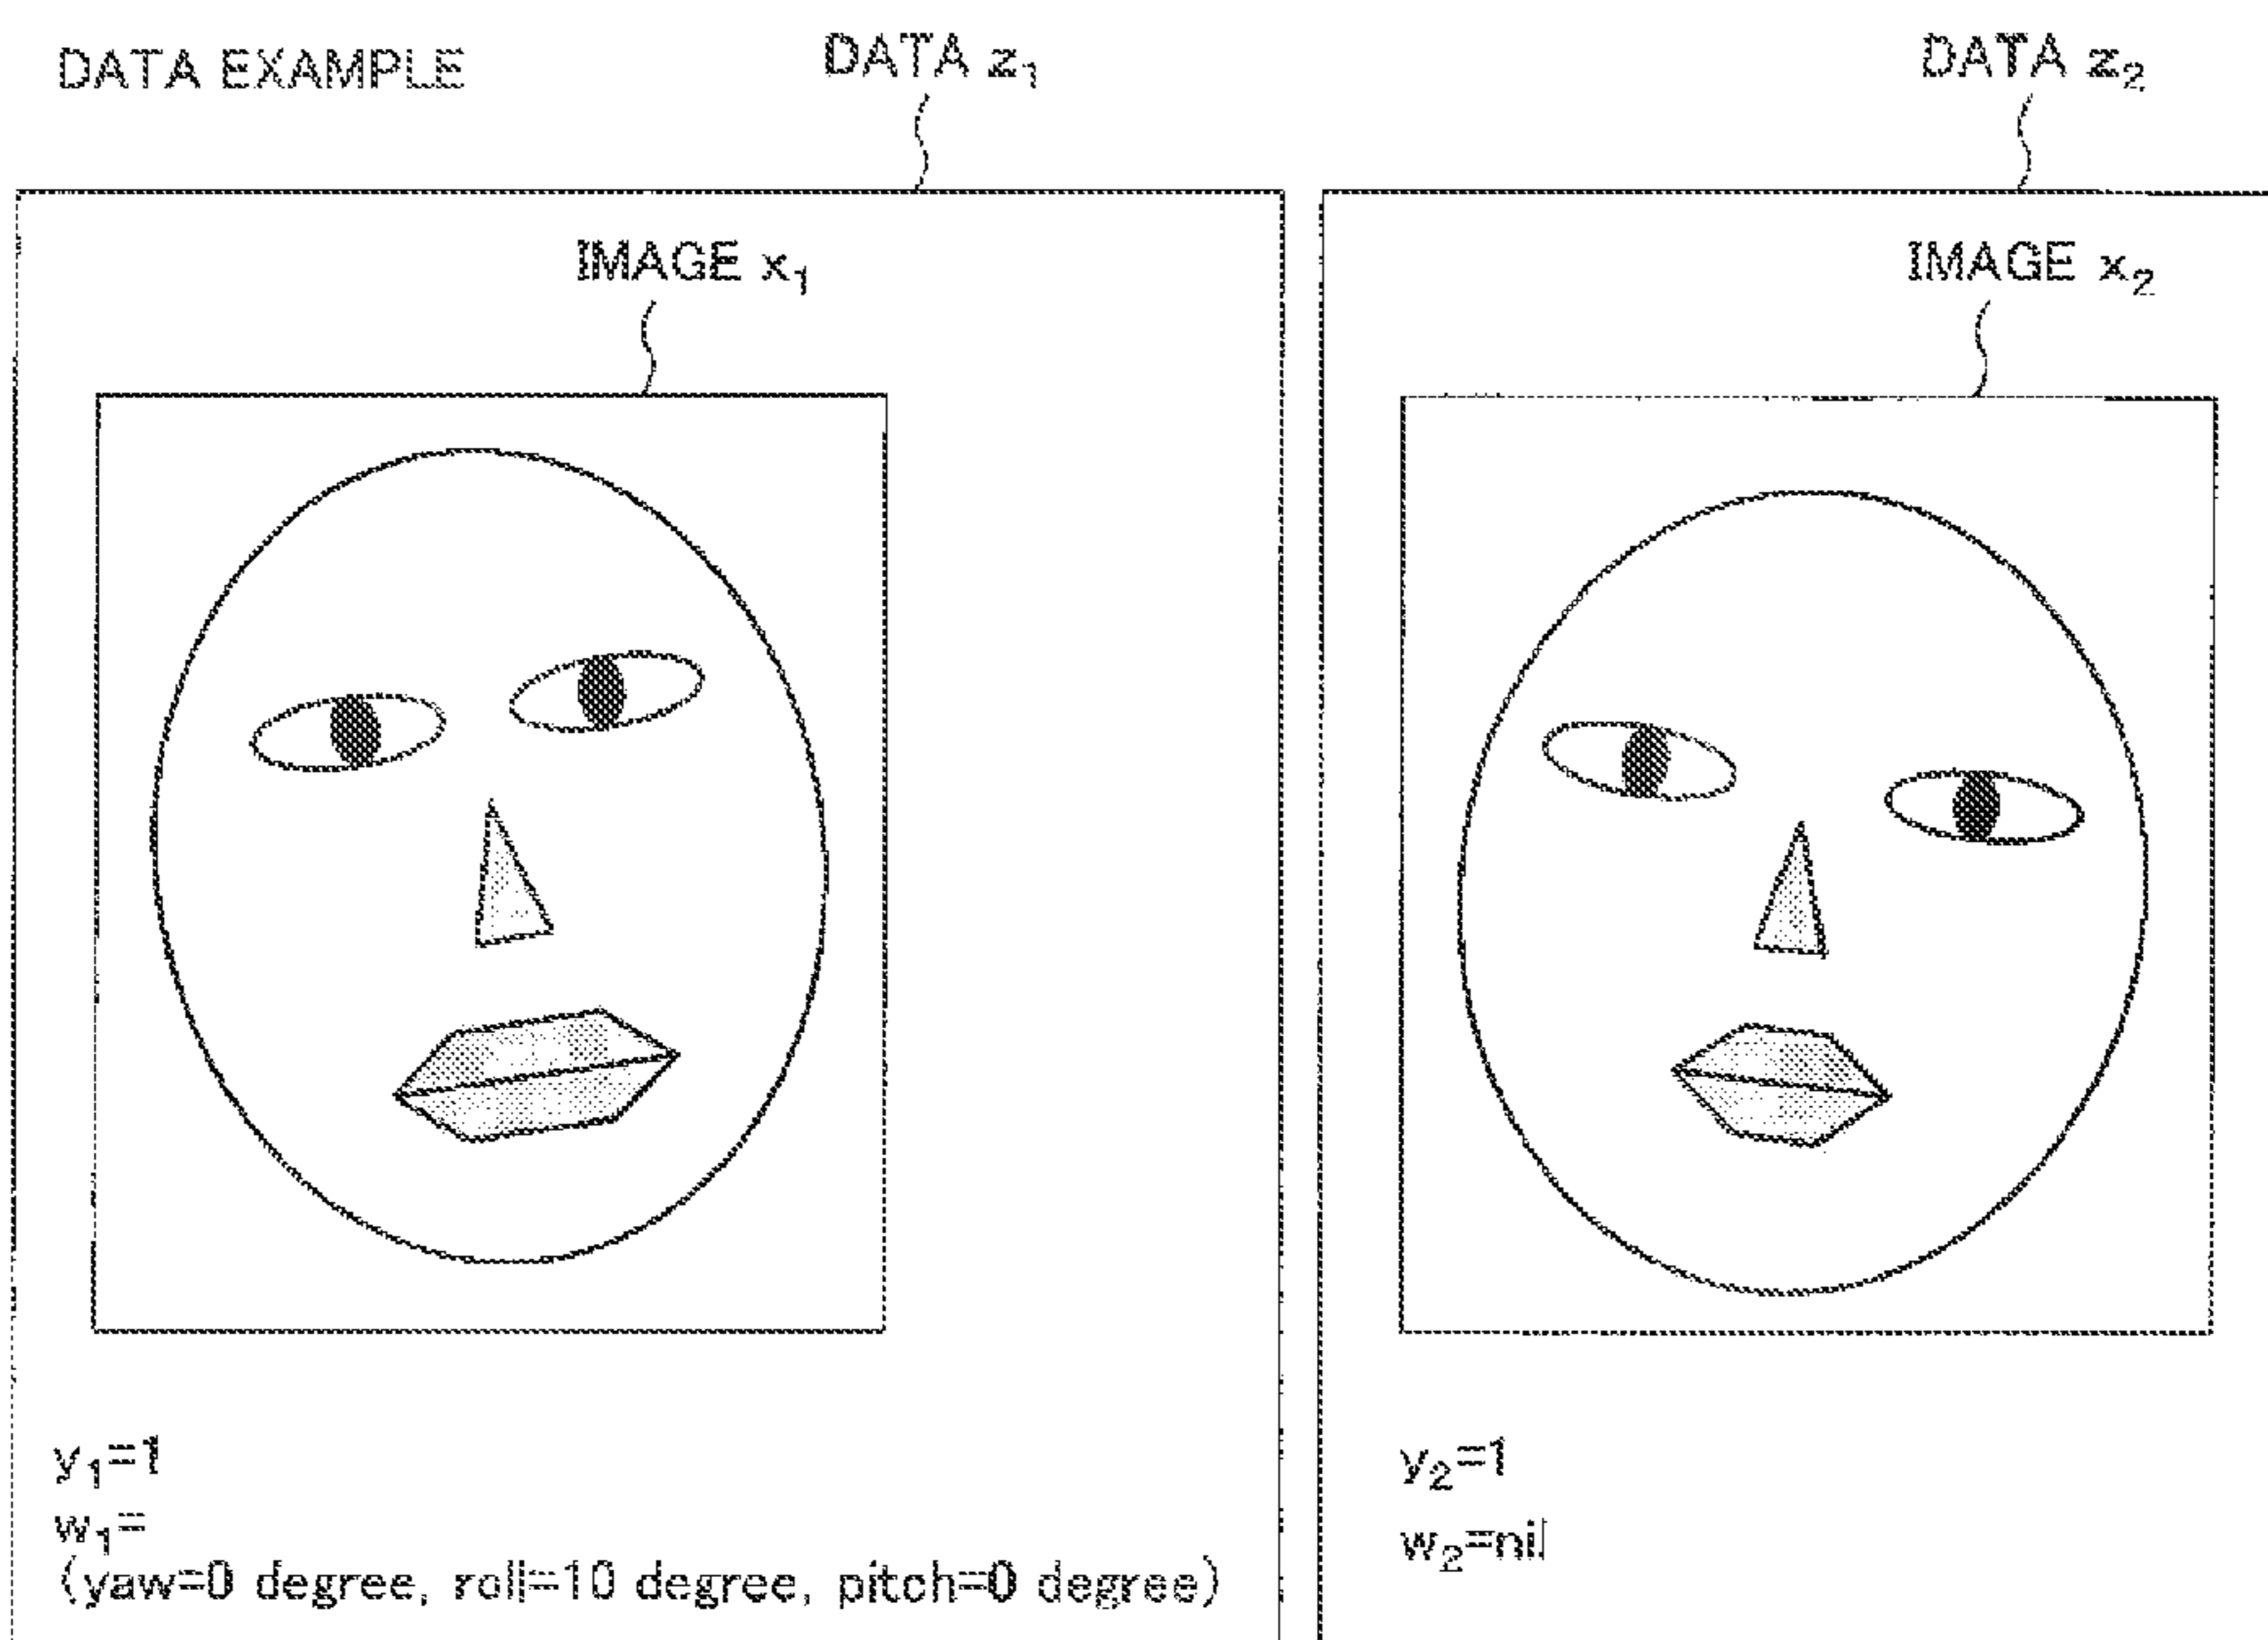 DATA EXAMPLE
DATA z₁
IMAGE x₁
y₁=1
w₁=
(yaw=0 degree, roll=10 degree, pitch=0 degree)
DATA z₂
IMAGE x₂
y₂=1
w₂=nil